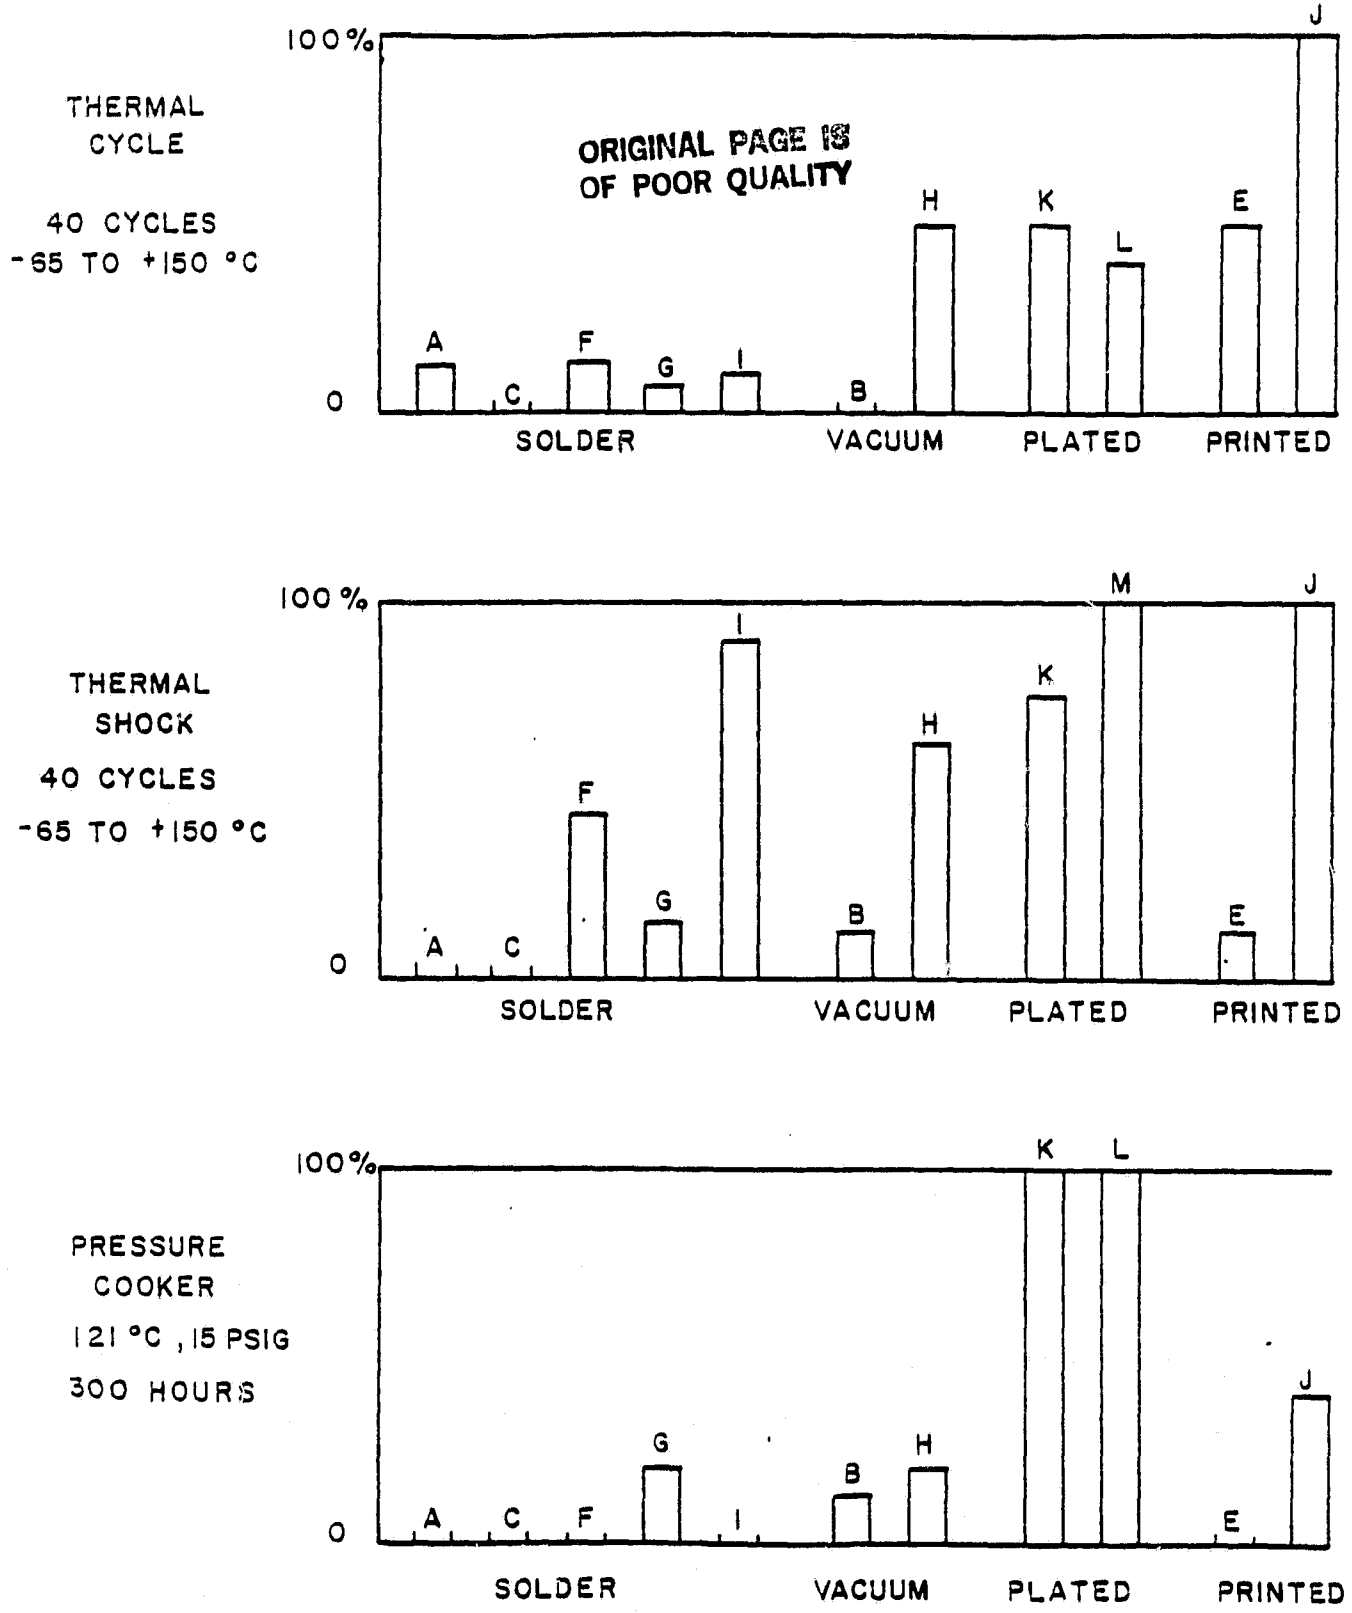 J
100%
THERMAL
CYCLE
ORIGINAL PAGE IS
OF POOR QUALITY
40 CYCLES
-65 TO +150 °C
H K E
L
A F G I
C B
0
SOLDER VACUUM PLATED PRINTED
M J
100%
I
THERMAL
SHOCK
K
H
40 CYCLES
F
-65 TO +150 °C
G B E
A C
0
SOLDER VACUUM PLATED PRINTED
K L
100%
PRESSURE
COOKER
121 °C , 15 PSIG
300 HOURS
J
G H
B
A C F I E
0
SOLDER VACUUM PLATED PRINTED